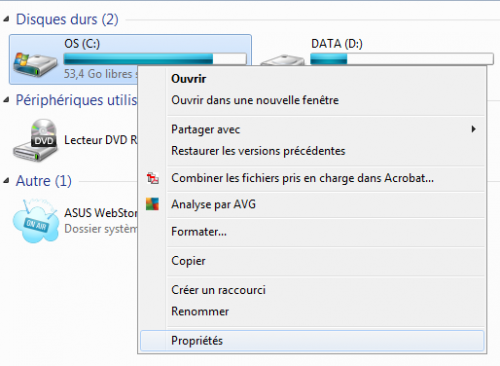 Disques durs (2)
OS (C:)
DATA (D:)
53,4 Go libres
Ouvrir
Ouvrir dans une nouvelle fenêtre
Périphériques utilis
Partager avec
DVD
Lecteur DVD R
Restaurer les versions précédentes
Combiner les fichiers pris en charge dans Acrobat...
Autre (1)
Analyse par AVG
ASUS WebStor
ON AIR
Dossier systèm
Formater...
Copier
Créer un raccourci
Renommer
Propriétés